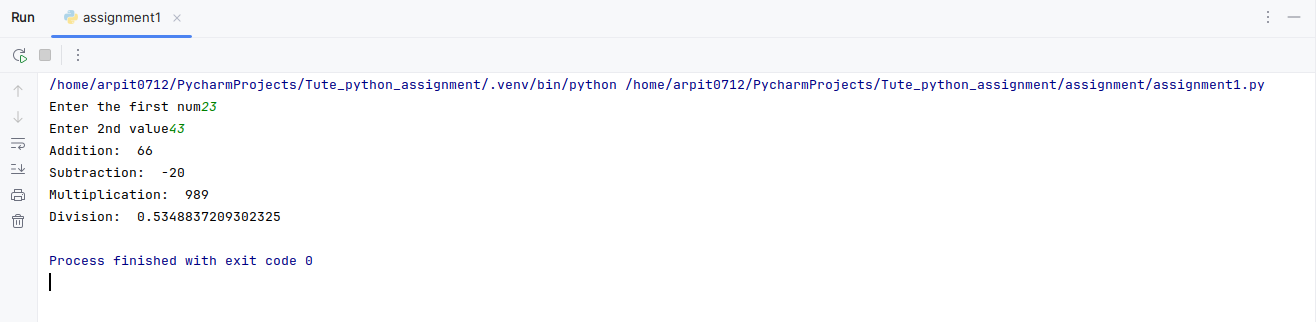 Run assignment1
/home/arpit0712/PycharmProjects/Tute_python_assignment/.venv/bin/python /home/arpit0712/PycharmProjects/Tute_python_assignment/assignment/assignment1.py
Enter the first num23
Enter 2nd value43
Addition:  66
Subtraction:  -20
Multiplication:  989
Division:  0.5348837209302325
Process finished with exit code 0